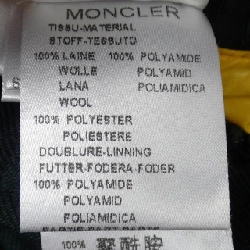 MONCLER
TISSU-MATERIAL
STOFF-TESSUTO
100% LAINE 100% POLYAMIDE
WOLLE POLYAMID
LANA POLIAMIDICA
WOOL
100% POLYESTER
POLIESTERE
DOUBLURE-LINNING
FUTTER-FODERA-FODER
100% POLYAMIDE
POLYAMID
POLIAMIDICA
100% 聚酰胺